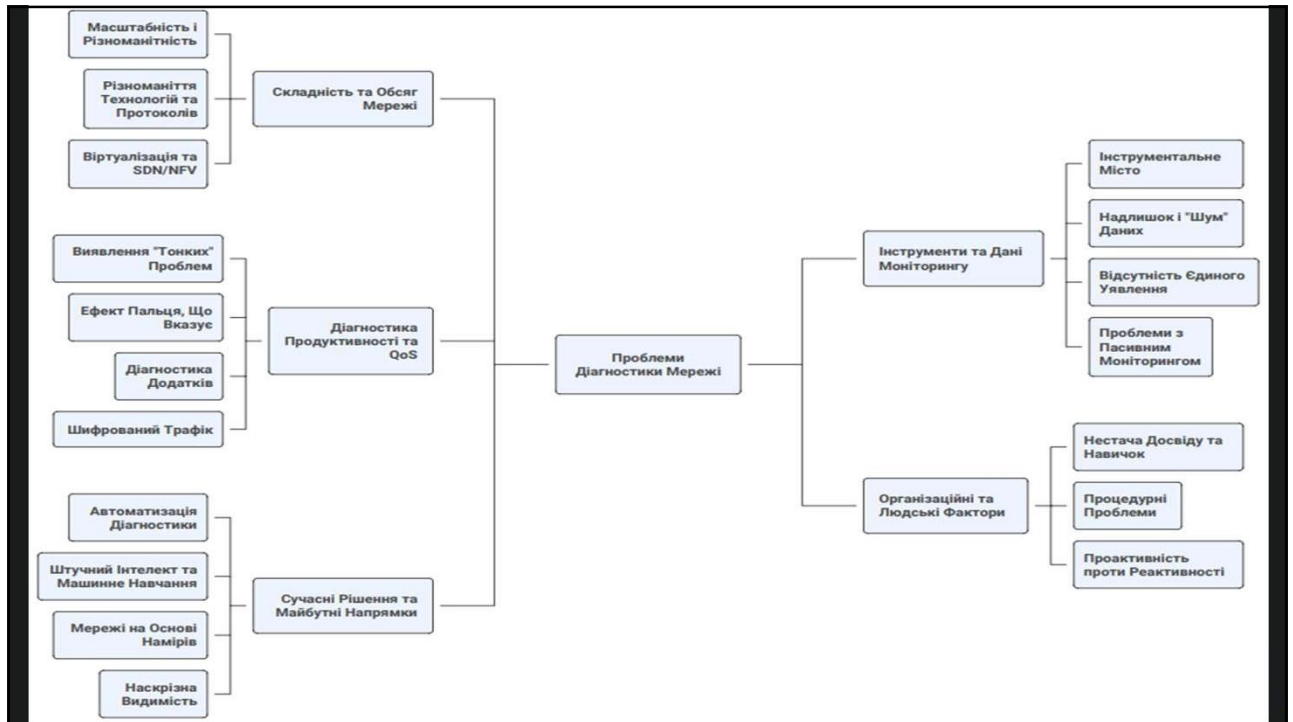 Масштабність і
Різноманітність
Різноманіття
Технологій та
Протоколів
Віртуалізація та
SDN/NFV
Складність та Обсяг
Мережі
Виявлення "Тонких"
Проблем
Ефект Пальця, Що
Вказує
Діагностика
Додатків
Шифрований Трафік
Діагностика
Продуктивності та
QoS
Автоматизація
Діагностики
Штучний Інтелект та
Машинне Навчання
Мережі на Основі
Намірів
Наскрізна
Видимість
Сучасні Рішення та
Майбутні Напрямки
Проблеми
Діагностики Мережі
Інструменти та Дані
Моніторингу
Інструментальне
Місто
Надлишок і "Шум"
Даних
Відсутність Єдиного
Уявлення
Проблеми з
Пасивним
Моніторингом
Організаційні та
Людські Фактори
Нестача Досвіду та
Навичок
Процедурні
Проблеми
Проактивність
проти Реактивності